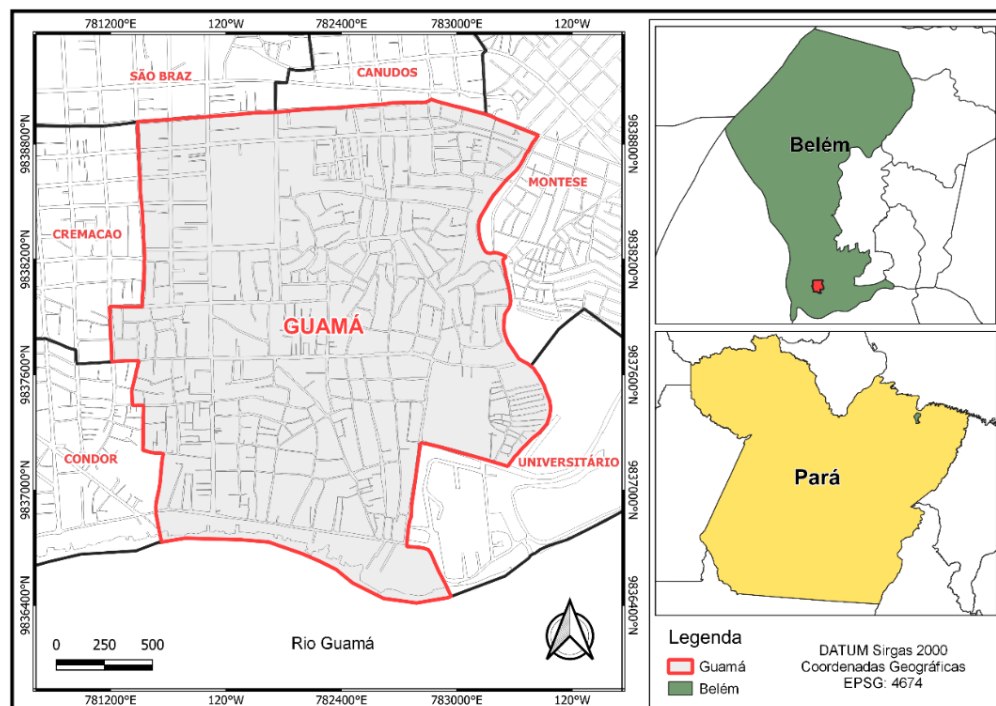 781200°E 120°W 782400°E 783000°E 120°W
SÃO BRAZ
CANUDOS
MONTESE
CREMACAO
GUAMÁ
CONDOR
UNIVERSITÁRIO
Rio Guamá
0 250 500
9838800°N
9838200°N
9837600°N
9837000°N
9836400°N
9838800°N
9838200°N
9837600°N
9837000°N
9836400°N
781200°E 120°W 782400°E 783000°E 120°W
Belém
Pará
Legenda
Guamá
Belém
DATUM Sirgas 2000
Coordenadas Geográficas
EPSG: 4674